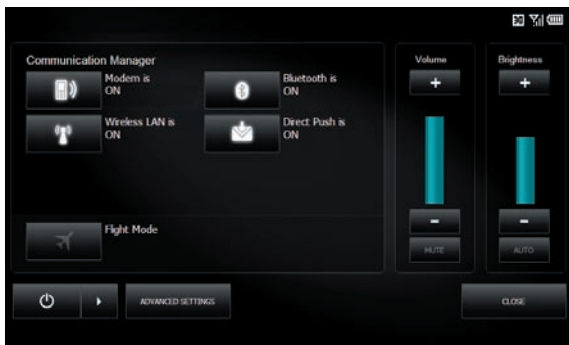 Communication Manager
Modem is
ON
Bluetooth is
ON
Wireless LAN is
ON
Direct Push is
ON
Flight Mode
Volume
+
-
MUTE
Brightness
+
-
AUTO
ADVANCED SETTINGS
CLOSE